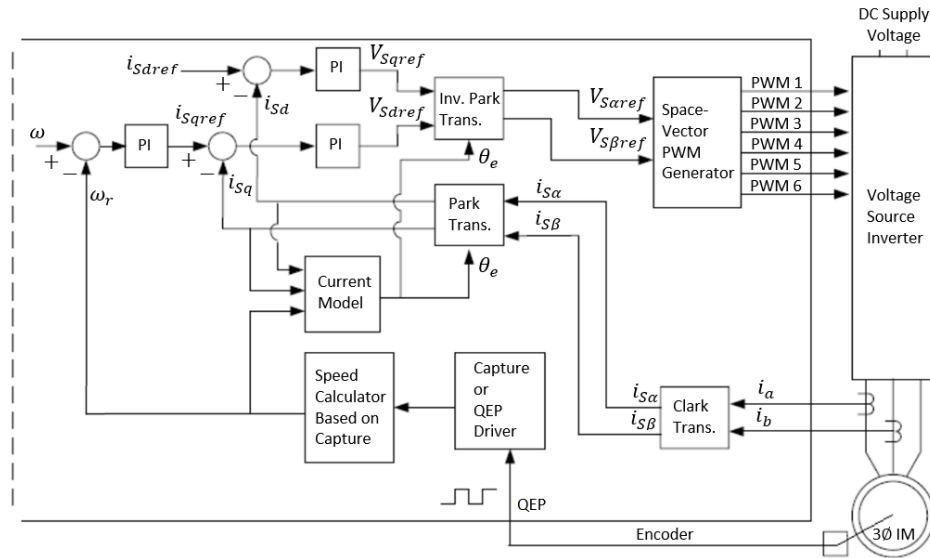 DC Supply
Voltage
i_Sdref
+
−
i_Sd
PI
V_Sqref
Inv. Park
Trans.
θ_e
V_Sαref
V_Sβref
Space-
Vector
PWM
Generator
PWM 1
PWM 2
PWM 3
PWM 4
PWM 5
PWM 6
Voltage
Source
Inverter
ω
+
−
ω_r
PI
i_Sqref
+
−
i_Sq
PI
V_Sdref
Park
Trans.
i_Sα
i_Sβ
θ_e
Current
Model
Speed
Calculator
Based on
Capture
Capture
or
QEP
Driver
i_Sα
i_Sβ
Clark
Trans.
i_a
i_b
QEP
Encoder
3Ø IM